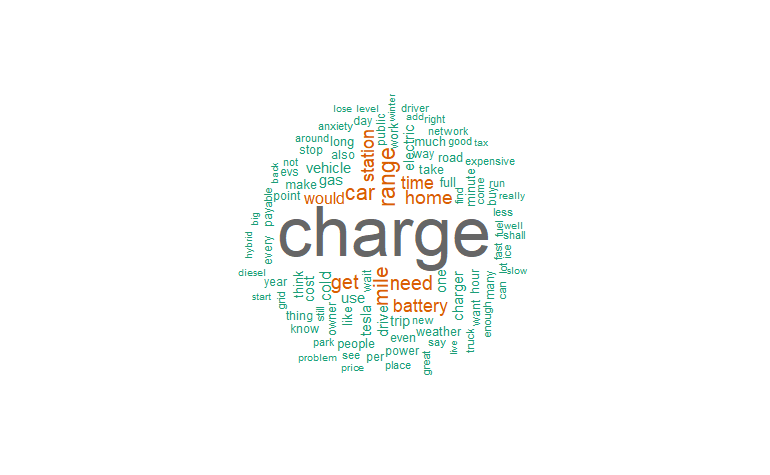 winter
lose level
driver
add right
anxiety day
public
work
network
around long
station
electric
much good tax
stop also
range
way road expensive
not
back
evs
vehicle
take
make gas
time full
minute
run
find
come
buy
really
point would car home
payable
big
less
charge
fuel well
shall
every
hybrid
fast
ice
lot
slow
diesel
year
think
cost
cold
get
wait
mile
need
one
charger
want
hour
many
can
start
grid
use
battery
enough
thing
still
owner
like
tesla
drive
trip new
know
weather
truck
park people
even
say
live
problem see per
power
price
place
great